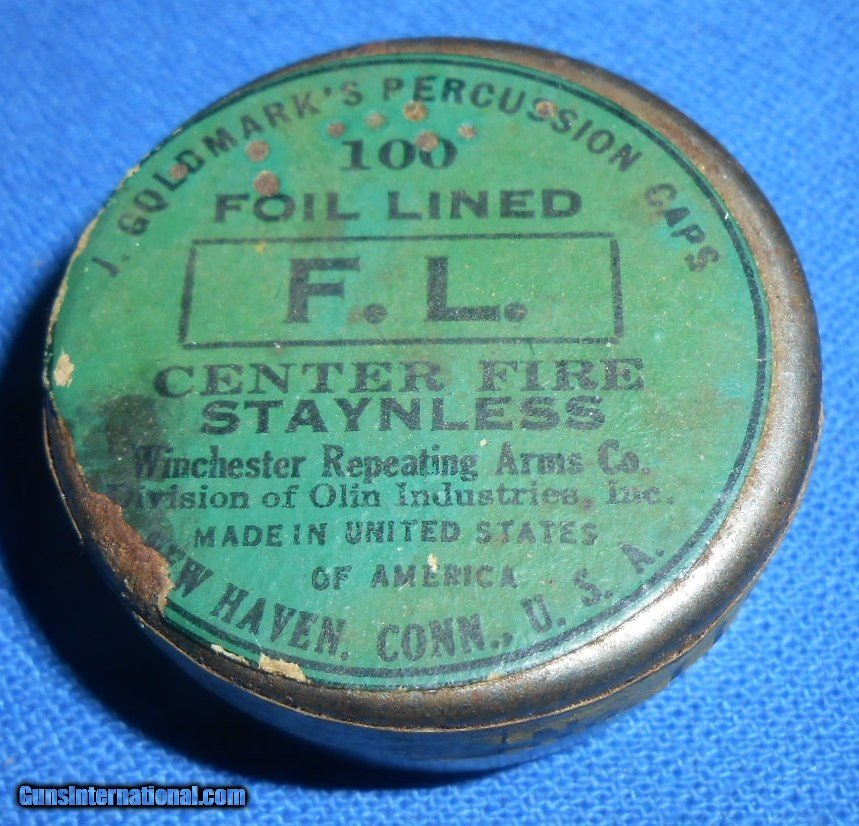 J. GOLDMARK'S PERCUSSION CAPS
100
FOIL LINED
F. L.
CENTER FIRE
STAYNLESS
Winchester Repeating Arms Co.
Division of Olin Industries, Inc.
MADE IN UNITED STATES
OF AMERICA
NEW HAVEN, CONN., U. S. A.
GunsInternational.com